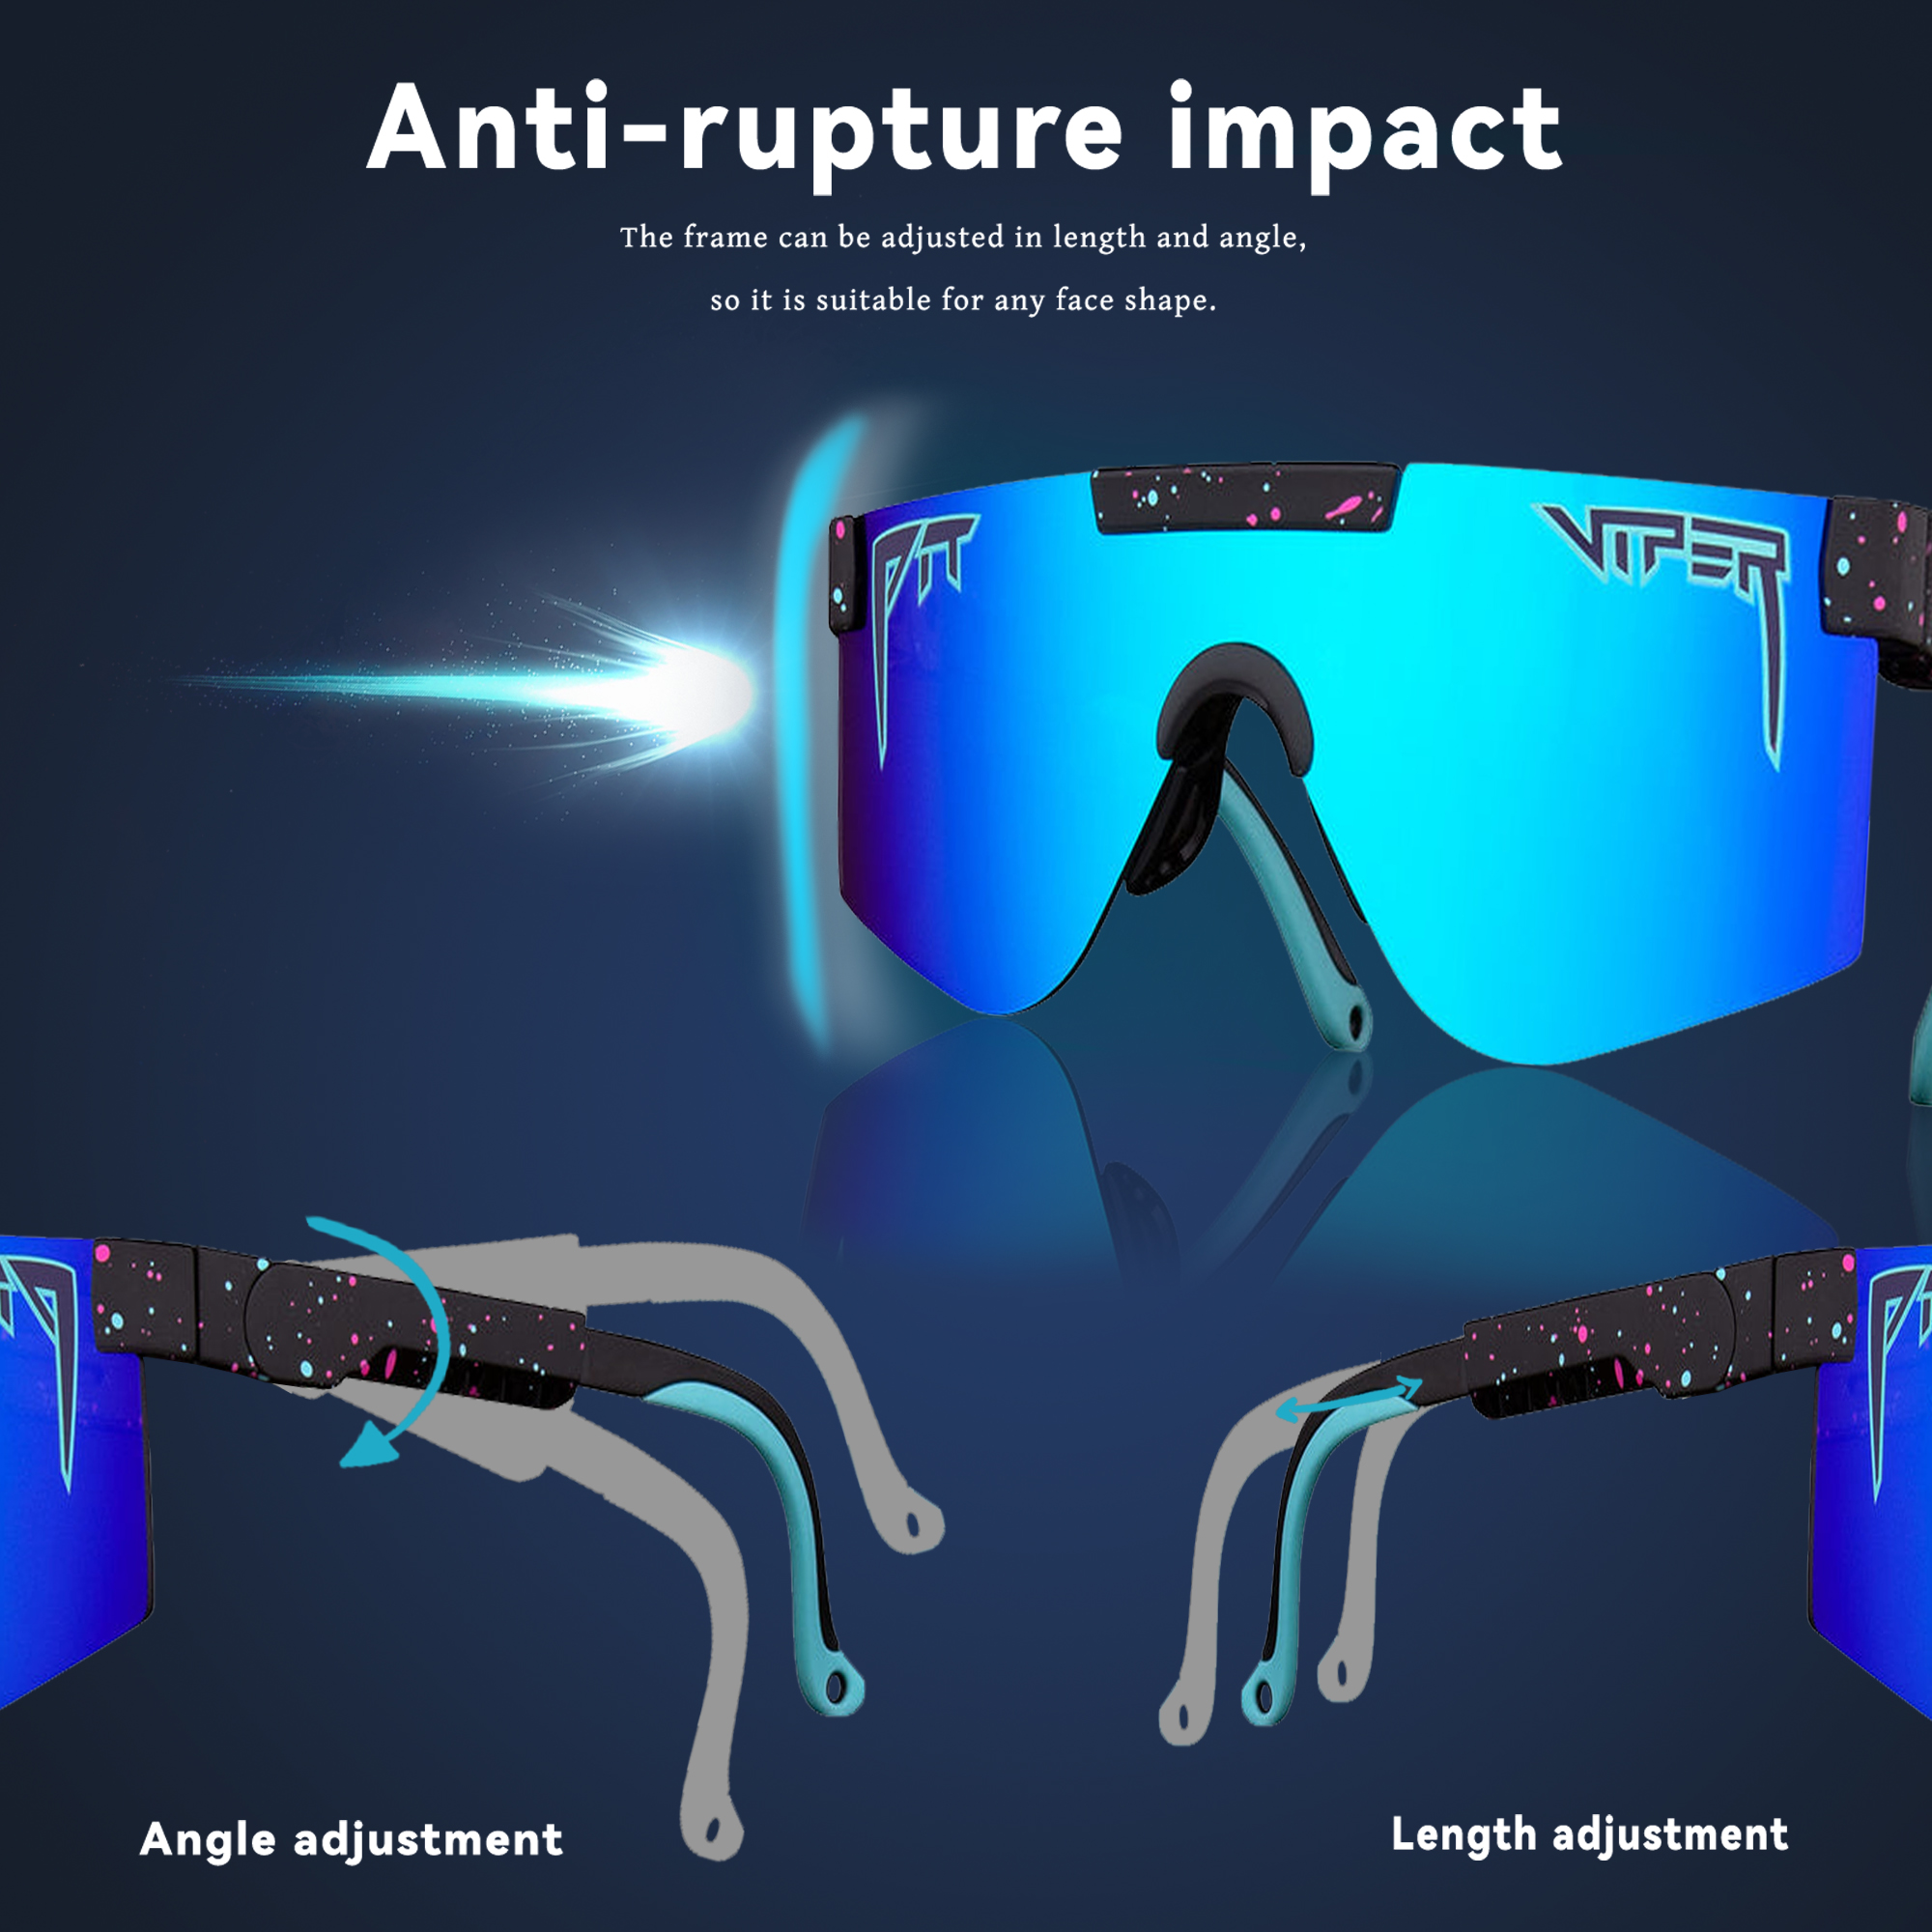 Anti-rupture impact
The frame can be adjusted in length and angle,
so it is suitable for any face shape.
PIT VIPER
Angle adjustment
Length adjustment